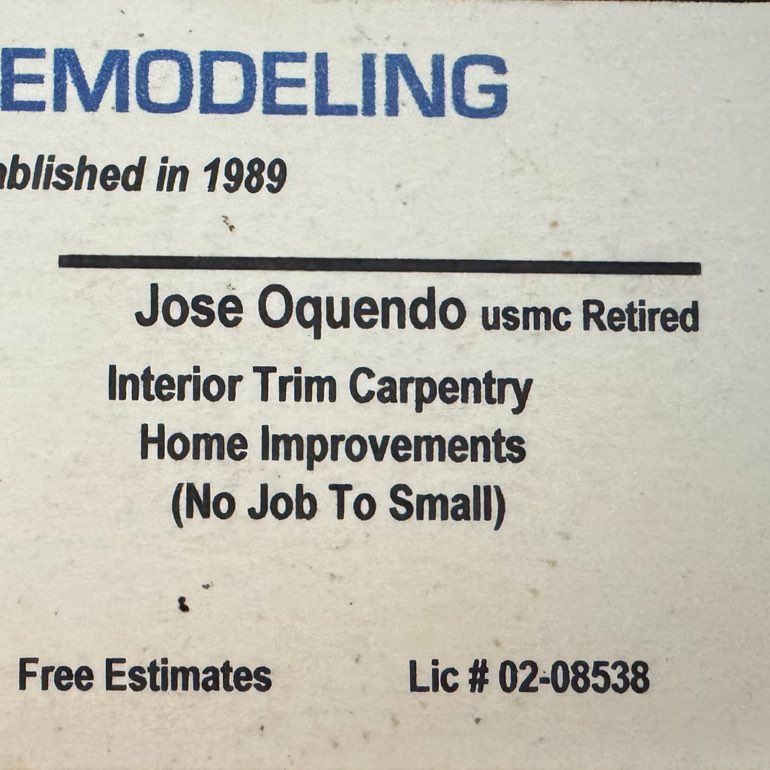 EMODELING
ablished in 1989
Jose Oquendo usmc Retired
Interior Trim Carpentry
Home Improvements
(No Job To Small)
Free Estimates Lic # 02-08538